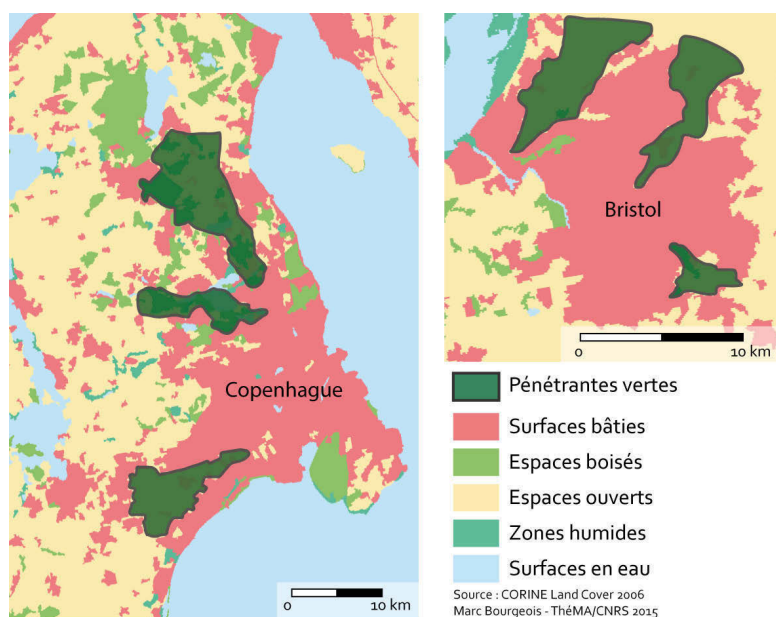 Copenhague
0 10 km
Bristol
0 10 km
Pénétrantes vertes
Surfaces bâties
Espaces boisés
Espaces ouverts
Zones humides
Surfaces en eau
Source : CORINE Land Cover 2006
Marc Bourgeois - ThéMA/CNRS 2015